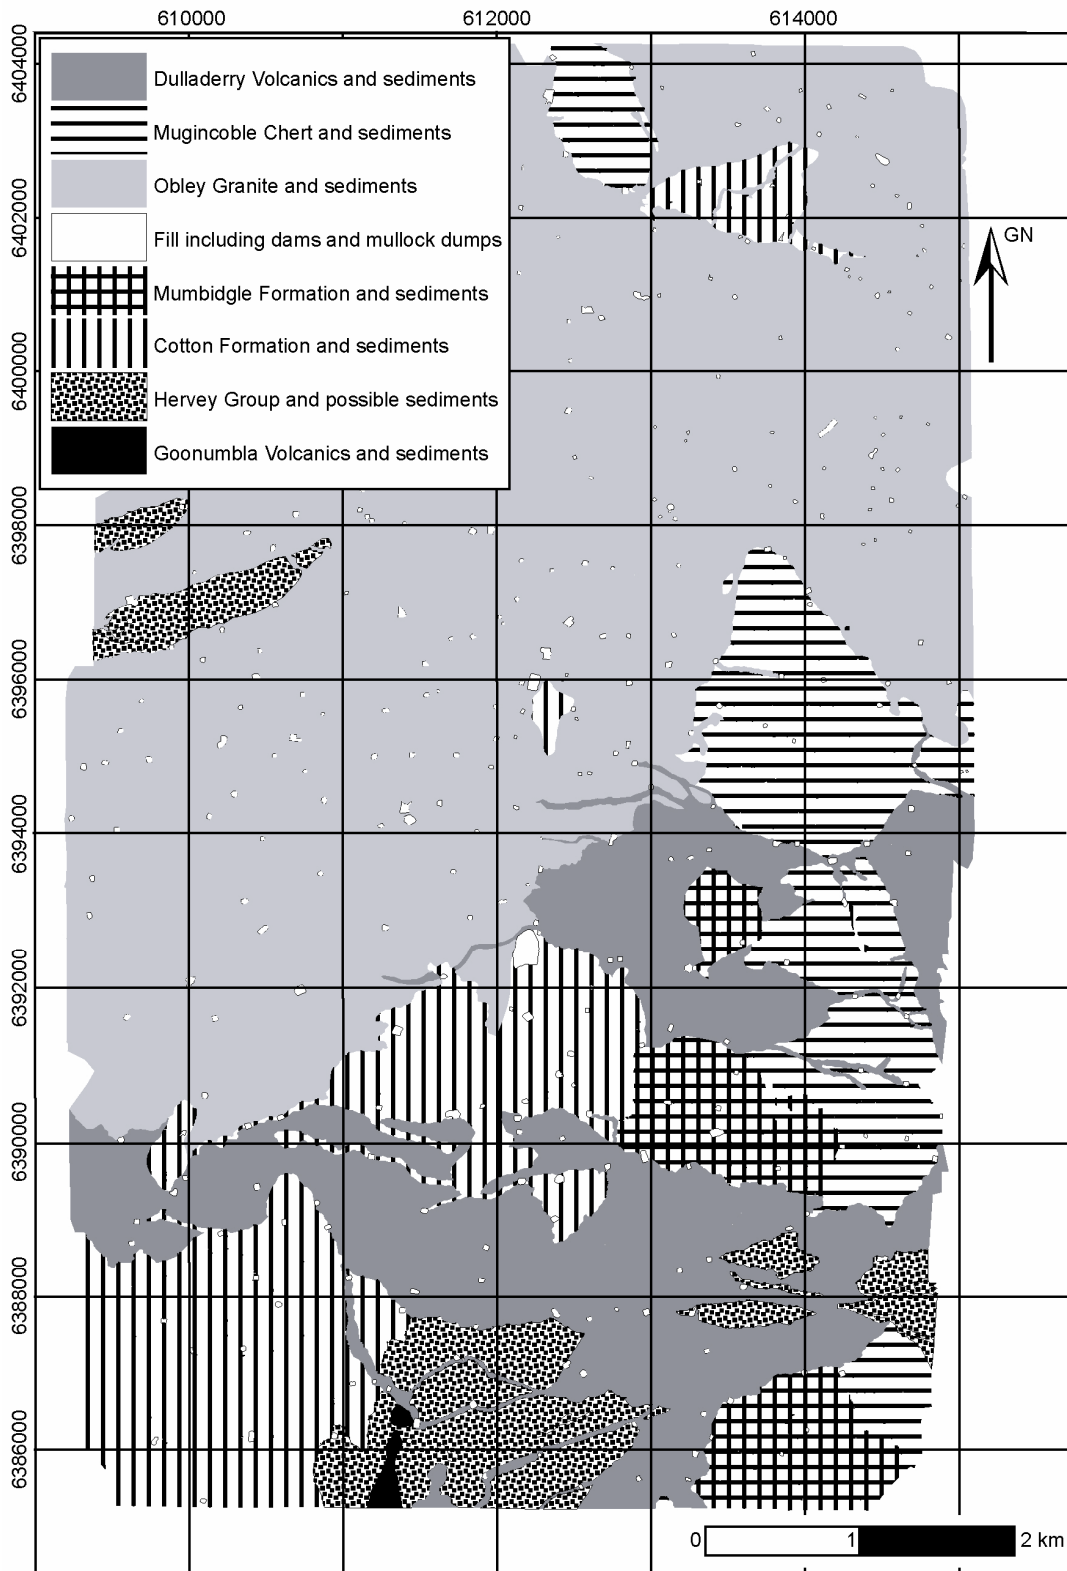 610000 612000 614000
6404000
6402000
6400000
6398000
6396000
6394000
6392000
6390000
6388000
6386000
Dulladerry Volcanics and sediments
Mugincoble Chert and sediments
Obley Granite and sediments
Fill including dams and mullock dumps
Mumbidgle Formation and sediments
Cotton Formation and sediments
Hervey Group and possible sediments
Goonumbla Volcanics and sediments
GN
0 1 2 km